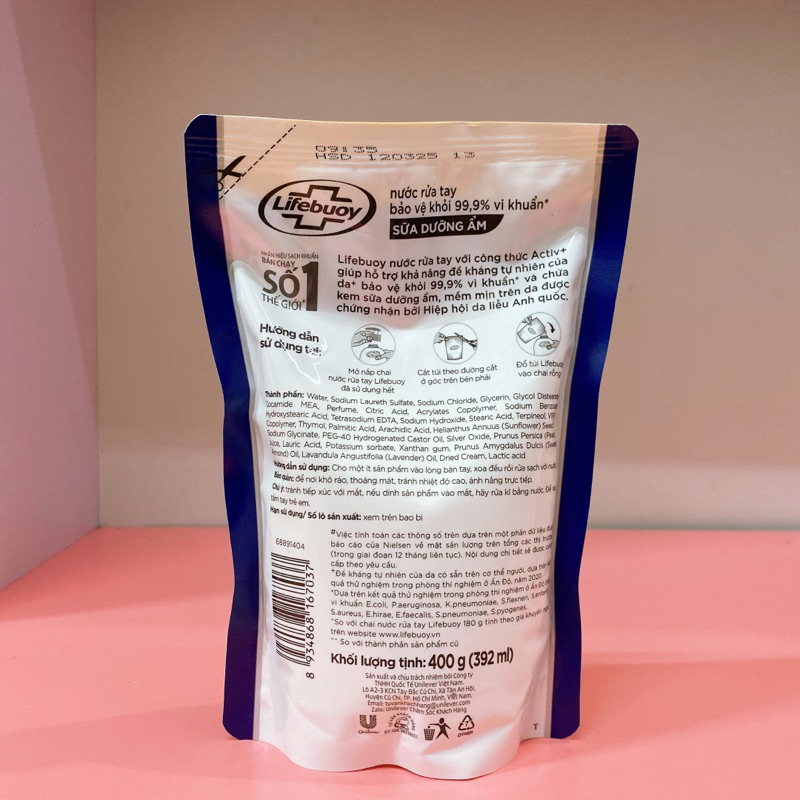 09:35
HSD 120325 13
Lifebuoy
nước rửa tay
bảo vệ khỏi 99,9% vi khuẩn*
SỮA DƯỠNG ẨM
NHÃN HIỆU SẠCH KHUẨN
BÁN CHẠY
SỐ 1
THẾ GIỚI#
Lifebuoy nước rửa tay với công thức Activ+
giúp hỗ trợ khả năng đề kháng tự nhiên của
da+ bảo vệ khỏi 99,9% vi khuẩn* và chứa
kem sữa dưỡng ẩm, mềm mịn trên da được
chứng nhận bởi Hiệp hội da liễu Anh quốc.
Hướng dẫn
sử dụng
Mở nắp chai
nước rửa tay Lifebuoy
đã sử dụng hết
Cắt túi theo đường cắt
ở góc trên bên phải
Đổ túi Lifebuoy
vào chai rỗng
Thành phần: Water, Sodium Laureth Sulfate, Sodium Chloride, Glycerin, Glycol
Cocamide MEA, Perfume, Citric Acid, Acrylates Copolymer, Sodium
Hydroxystearic Acid, Tetrasodium EDTA, Sodium Hydroxide, Stearic Acid, Terpineol,
Copolymer, Thymol, Palmitic Acid, Arachidic Acid, Helianthus Annuus (Sunflower) Seed
Sodium Glycinate, PEG-40 Hydrogenated Castor Oil, Silver Oxide, Prunus Persica
Juice, Lauric Acid, Potassium sorbate, Xanthan gum, Prunus Amygdalus Dulcis
Almond) Oil, Lavandula Angustifolia (Lavender) Oil, Dried Cream, Lactic acid
Hướng dẫn sử dụng: Cho một ít sản phẩm vào lòng bàn tay, xoa đều rồi rửa sạch với
Bảo quản: để nơi khô ráo, thoáng mát, tránh nhiệt độ cao, ánh nắng trực tiếp.
Chú ý: tránh tiếp xúc với mắt, nếu dính sản phẩm vào mắt, hãy rửa kĩ bằng nước. Để
tầm tay trẻ em.
Hạn sử dụng/ Số lô sản xuất: xem trên bao bì
68891404
#Việc tính toán các thông số trên dựa trên một phần dữ liệu
báo cáo của Nielsen về mặt sản lượng trên tổng các thị
(trong giai đoạn 12 tháng liên tục). Nội dung chi tiết sẽ được
cấp theo yêu cầu.
+Đề kháng tự nhiên của da có sẵn trên cơ thể người, dựa trên
quả thử nghiệm trong phòng thí nghiệm ở Ấn Độ, năm 2020.
*Dựa trên kết quả thử nghiệm trong phòng thí nghiệm ở Ấn Độ
vi khuẩn E.coli, P.aeruginosa, K.pneumoniae, S.flexneri,
S.aureus, E.hirae, E.faecalis, S.pneumoniae, S.pyogenes.
^So với chai nước rửa tay Lifebuoy 180 g tính theo giá
trên website www.lifebuoy.vn
^^ So với thành phần sản phẩm cũ
8 934868 167037
Khối lượng tịnh: 400 g (392 ml)
Sản xuất và chịu trách nhiệm bởi Công ty
TNHH Quốc Tế Unilever Việt Nam.
Lô A2-3 KCN Tây Bắc Củ Chi, Xã Tân An Hội,
Huyện Củ Chi, TP. Hồ Chí Minh, Việt Nam.
Email: tuvankhachhang@unilever.com
Zalo: Unilever Chăm Sóc Khách Hàng
Unilever
7
OTHER
T